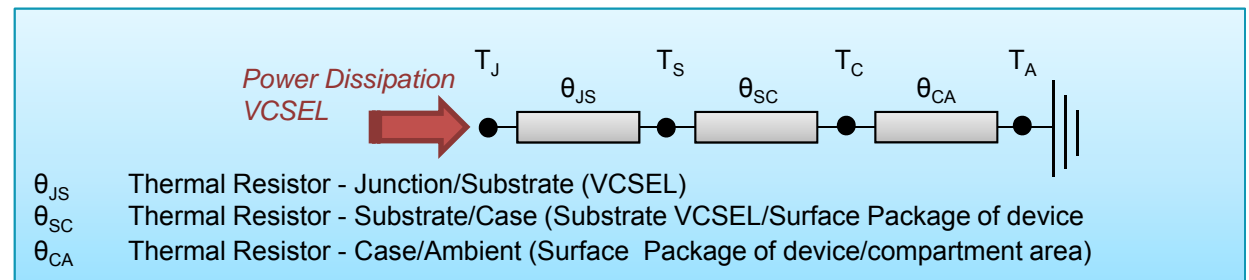 T_J T_S T_C T_A
Power Dissipation
VCSEL
θ_JS θ_SC θ_CA
θ_JS Thermal Resistor - Junction/Substrate (VCSEL)
θ_SC Thermal Resistor - Substrate/Case (Substrate VCSEL/Surface Package of device
θ_CA Thermal Resistor - Case/Ambient (Surface Package of device/compartment area)